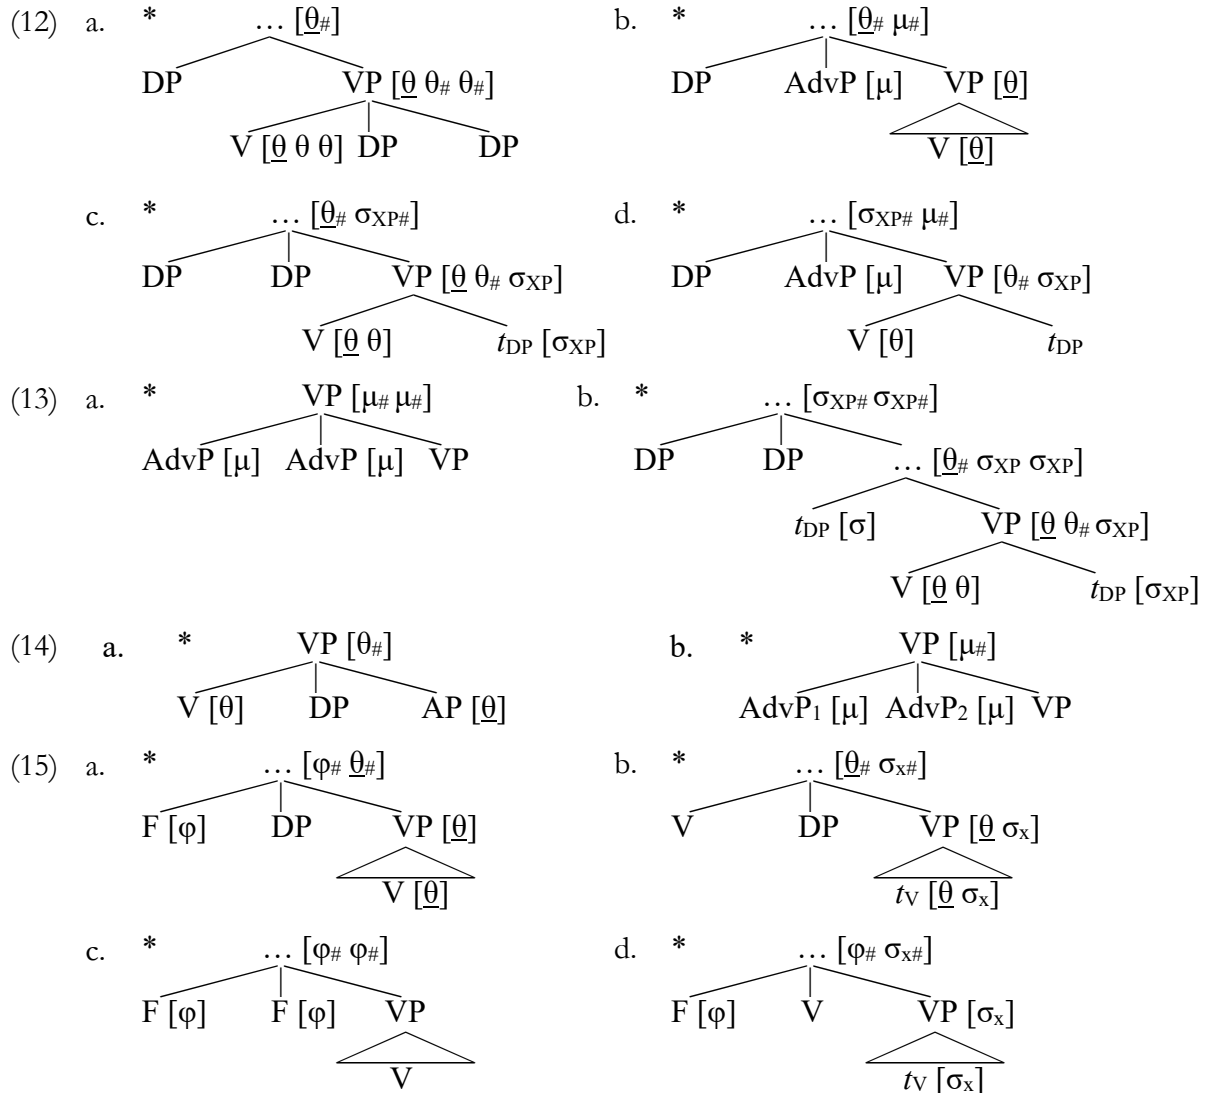 (12) a. * … [θ̲#] b. * … [θ̲# μ#]
DP VP [θ̲ θ# θ#] DP AdvP [μ] VP [θ̲]
V [θ̲ θ θ] DP DP V [θ̲]
c. * … [θ̲# σXP#] d. * … [σXP# μ#]
DP DP VP [θ̲ θ# σXP] DP AdvP [μ] VP [θ# σXP]
V [θ̲ θ] tDP [σXP] V [θ] tDP
(13) a. * VP [μ# μ#] b. * … [σXP# σXP#]
AdvP [μ] AdvP [μ] VP DP DP … [θ̲# σXP σXP]
tDP [σ] VP [θ̲ θ# σXP]
V [θ̲ θ] tDP [σXP]
(14) a. * VP [θ#] b. * VP [μ#]
V [θ] DP AP [θ̲] AdvP1 [μ] AdvP2 [μ] VP
(15) a. * … [φ# θ̲#] b. * … [θ̲# σx#]
F [φ] DP VP [θ̲] V DP VP [θ̲ σx]
V [θ̲] tV [θ̲ σx]
c. * … [φ# φ#] d. * … [φ# σx#]
F [φ] F [φ] VP F [φ] V VP [σx]
V tV [σx]